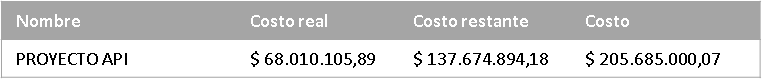 Nombre Costo real Costo restante Costo
PROYECTO API $ 68.010.105,89 $ 137.674.894,18 $ 205.685.000,07